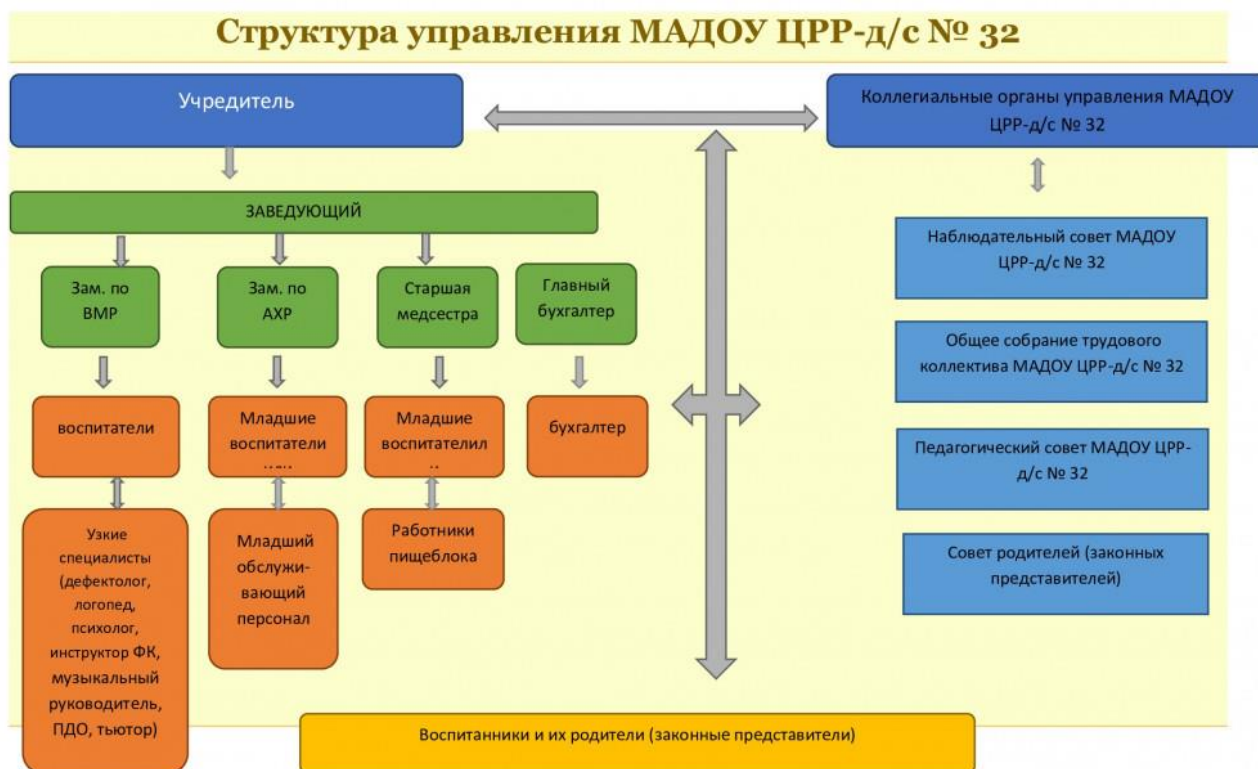 Структура управления МАДОУ ЦРР-д/с № 32
Учредитель
Коллегиальные органы управления МАДОУ
ЦРР-д/с № 32
ЗАВЕДУЮЩИЙ
Зам. по
ВМР
Зам. по
АХР
Старшая
медсестра
Главный
бухгалтер
воспитатели
Младшие
воспитатели
Младшие
воспитателил
бухгалтер
Узкие
специалисты
(дефектолог,
логопед,
психолог,
инструктор ФК,
музыкальный
руководитель,
ПДО, тьютор)
Младший
обслужи-
вающий
персонал
Работники
пищеблока
Наблюдательный совет МАДОУ
ЦРР-д/с № 32
Общее собрание трудового
коллектива МАДОУ ЦРР-д/с № 32
Педагогический совет МАДОУ ЦРР-
д/с № 32
Совет родителей (законных
представителей)
Воспитанники и их родители (законные представители)